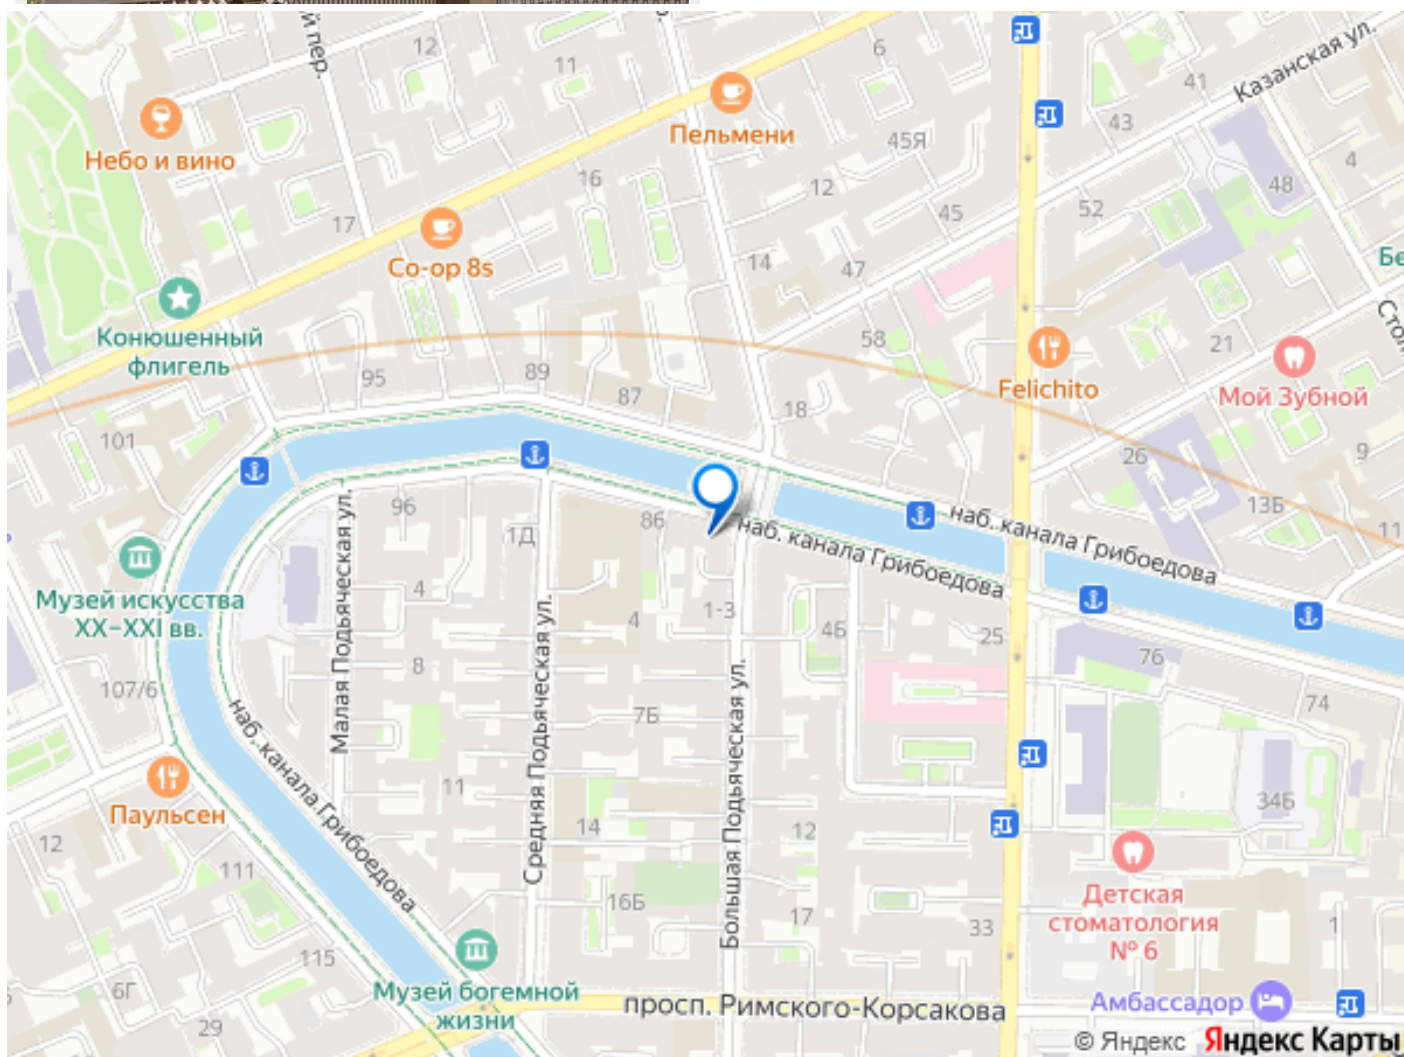 й пер.
12
11
6
Казанская ул.
41
Пельмени
43
45Я
4
Небо и вино
16
12
48
17
45
52
Co-op 8s
14
47
Бе
Конюшенный
флигель
58
21
Стол
95
89
87
Felichito
Мой Зубной
18
101
26
9
96
86
13Б
1Д
наб. канала Грибоедова
11
наб. канала Грибоедова
Малая Подьяческая ул.
Музей искусства
XX–XXI вв.
4
Средняя Подьяческая ул.
4
1-3
4Б
25
76
8
107/6
7Б
Большая Подьяческая ул.
74
наб. канала Грибоедова
11
Паульсен
34Б
12
14
12
111
Детская
стоматология
№ 6
16Б
17
33
1
115
6Г
Музей богемной
жизни
29
просп. Римского-Корсакова
Амбассадор
© Яндекс Яндекс Карты